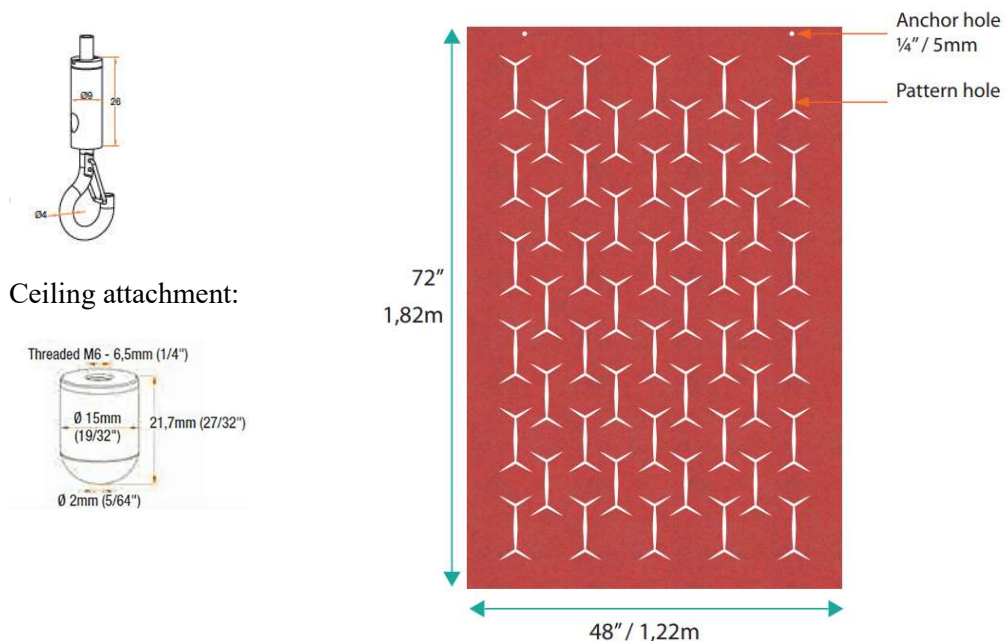 Ø9
26
Ø4
Ceiling attachment:
Threaded M6 - 6,5mm (1/4")
Ø 15mm
(19/32")
21,7mm (27/32")
Ø 2mm (5/64")
Anchor hole
¼” / 5mm
Pattern hole
72”
1,82m
48” / 1,22m